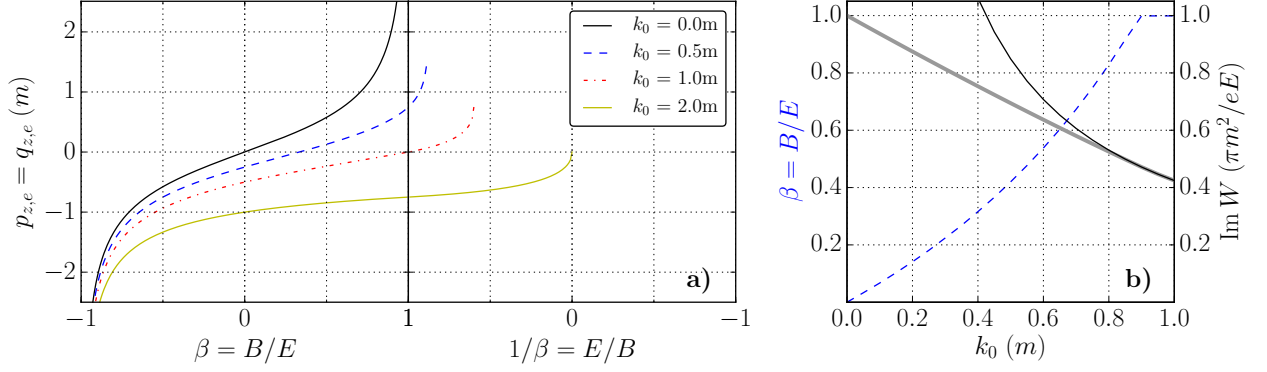 p_{z,e} = q_{z,e} (m)
2
1
0
−1
−2
k_0 = 0.0m
k_0 = 0.5m
k_0 = 1.0m
k_0 = 2.0m
a)
−1 0 1 0 −1
β = B/E
1/β = E/B
β = B/E
1.0
0.8
0.6
0.4
0.2
b)
1.0
0.8
0.6
0.4
0.2
Im W (πm^2/eE)
0.0 0.2 0.4 0.6 0.8 1.0
k_0 (m)